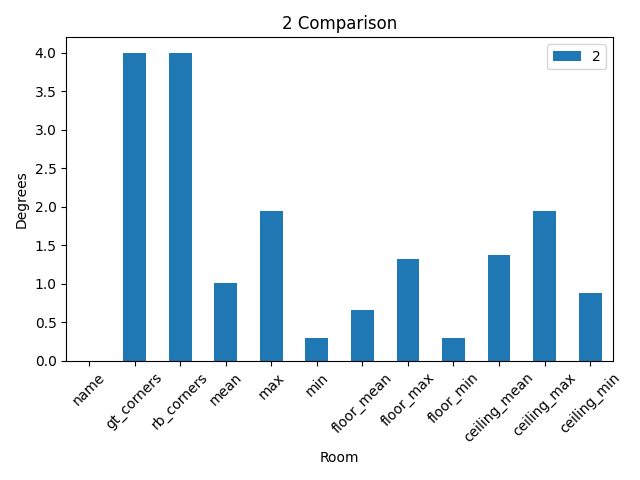 2 Comparison
2
Degrees
4.0
3.5
3.0
2.5
2.0
1.5
1.0
0.5
0.0
name
gt_corners
rb_corners
mean
max
min
floor_mean
floor_max
floor_min
ceiling_mean
ceiling_max
ceiling_min
Room